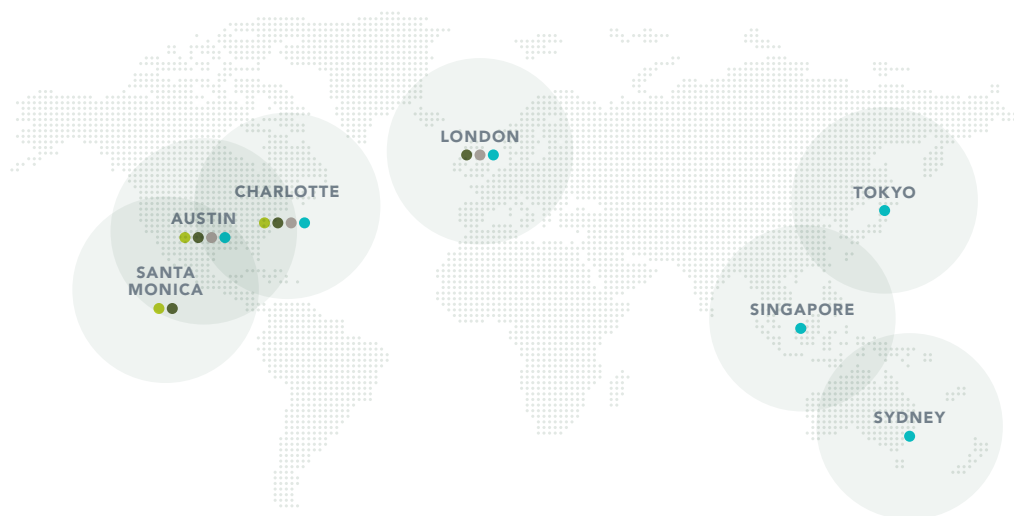 LONDON
CHARLOTTE
TOKYO
AUSTIN
SANTA
MONICA
SINGAPORE
SYDNEY